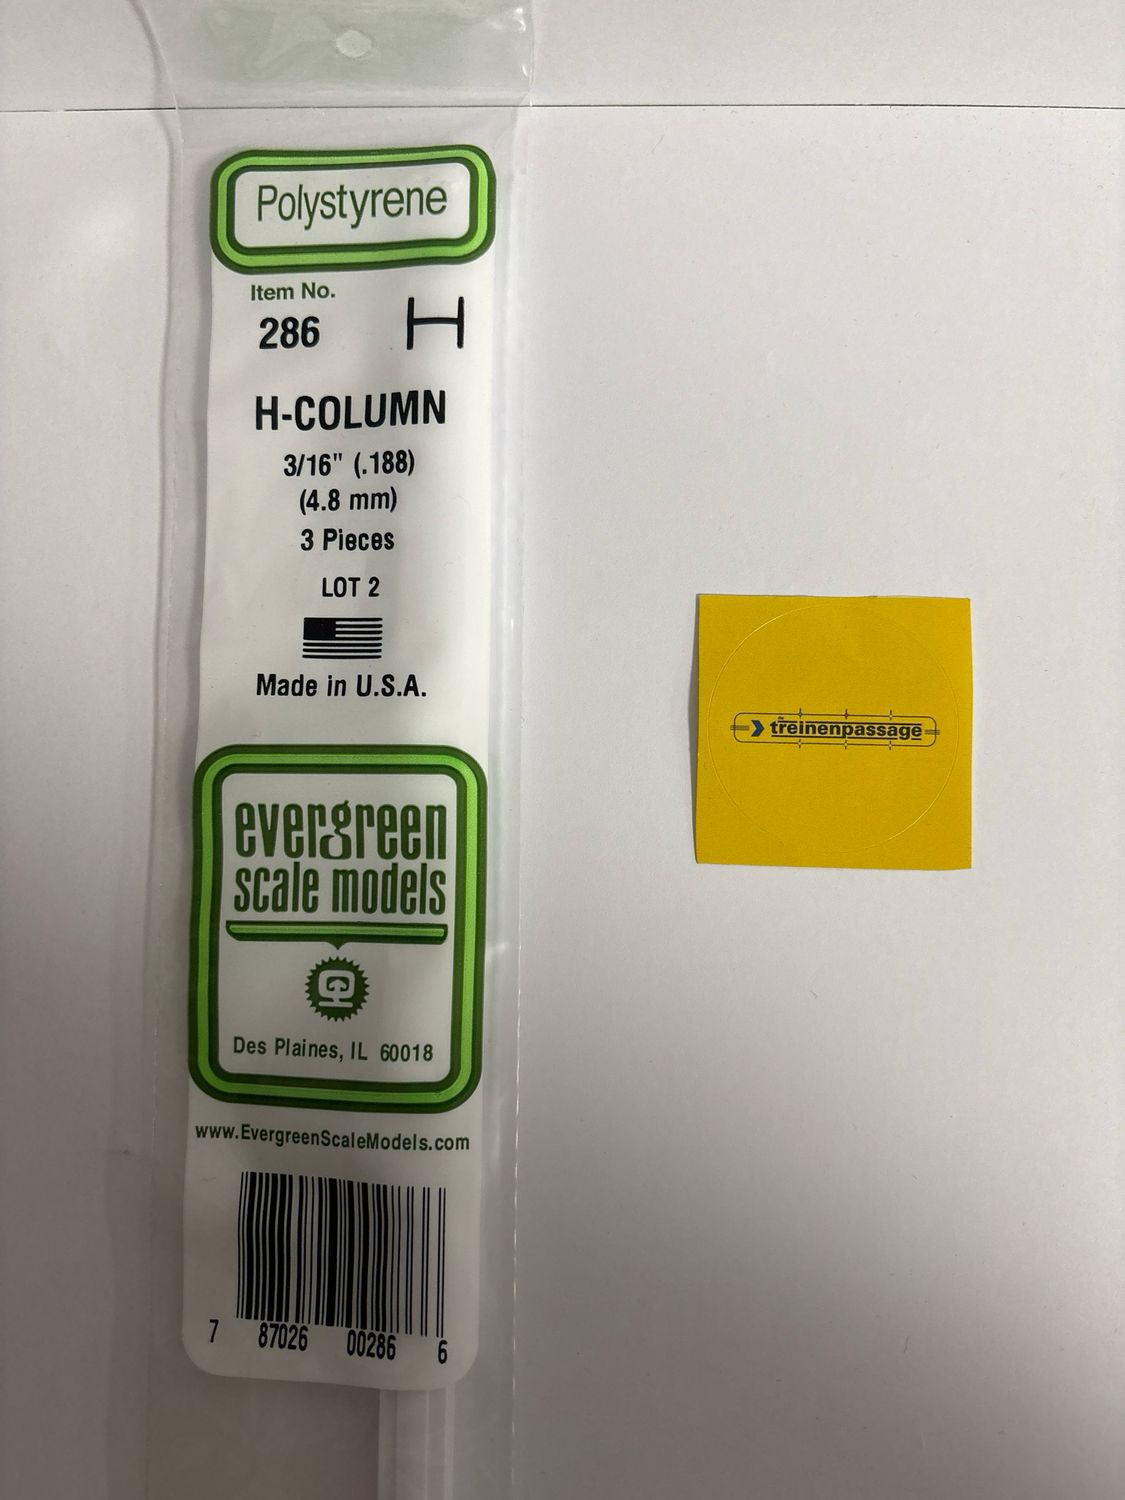 Polystyrene
Item No.
286
H-COLUMN
3/16" (.188)
(4.8 mm)
3 Pieces
LOT 2
Made in U.S.A.
evergreen
scale models
Des Plaines, IL 60018
www.EvergreenScaleModels.com
7 87026 00286 6
de
treinenpassage